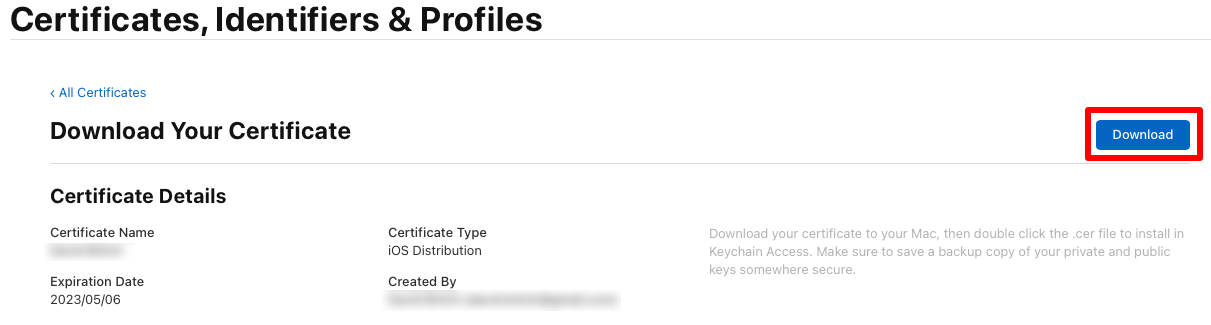 Certificates, Identifiers & Profiles
‹ All Certificates
Download Your Certificate
Download
Certificate Details
Certificate Name
Certificate Type
iOS Distribution
Download your certificate to your Mac, then double click the .cer file to install in
Keychain Access. Make sure to save a backup copy of your private and public
keys somewhere secure.
Expiration Date
2023/05/06
Created By